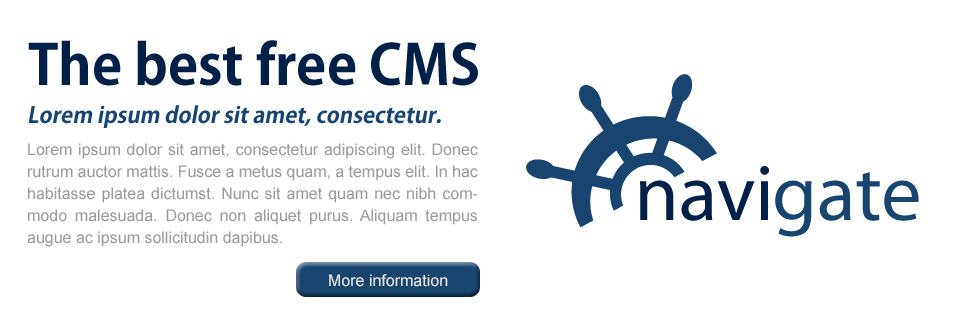 The best free CMS
Lorem ipsum dolor sit amet, consectetur.
Lorem ipsum dolor sit amet, consectetur adipiscing elit. Donec
rutrum auctor mattis. Fusce a metus quam, a tempus elit. In hac
habitasse platea dictumst. Nunc sit amet quam nec nibh com-
modo malesuada. Donec non aliquet purus. Aliquam tempus
augue ac ipsum sollicitudin dapibus.
More information
navigate